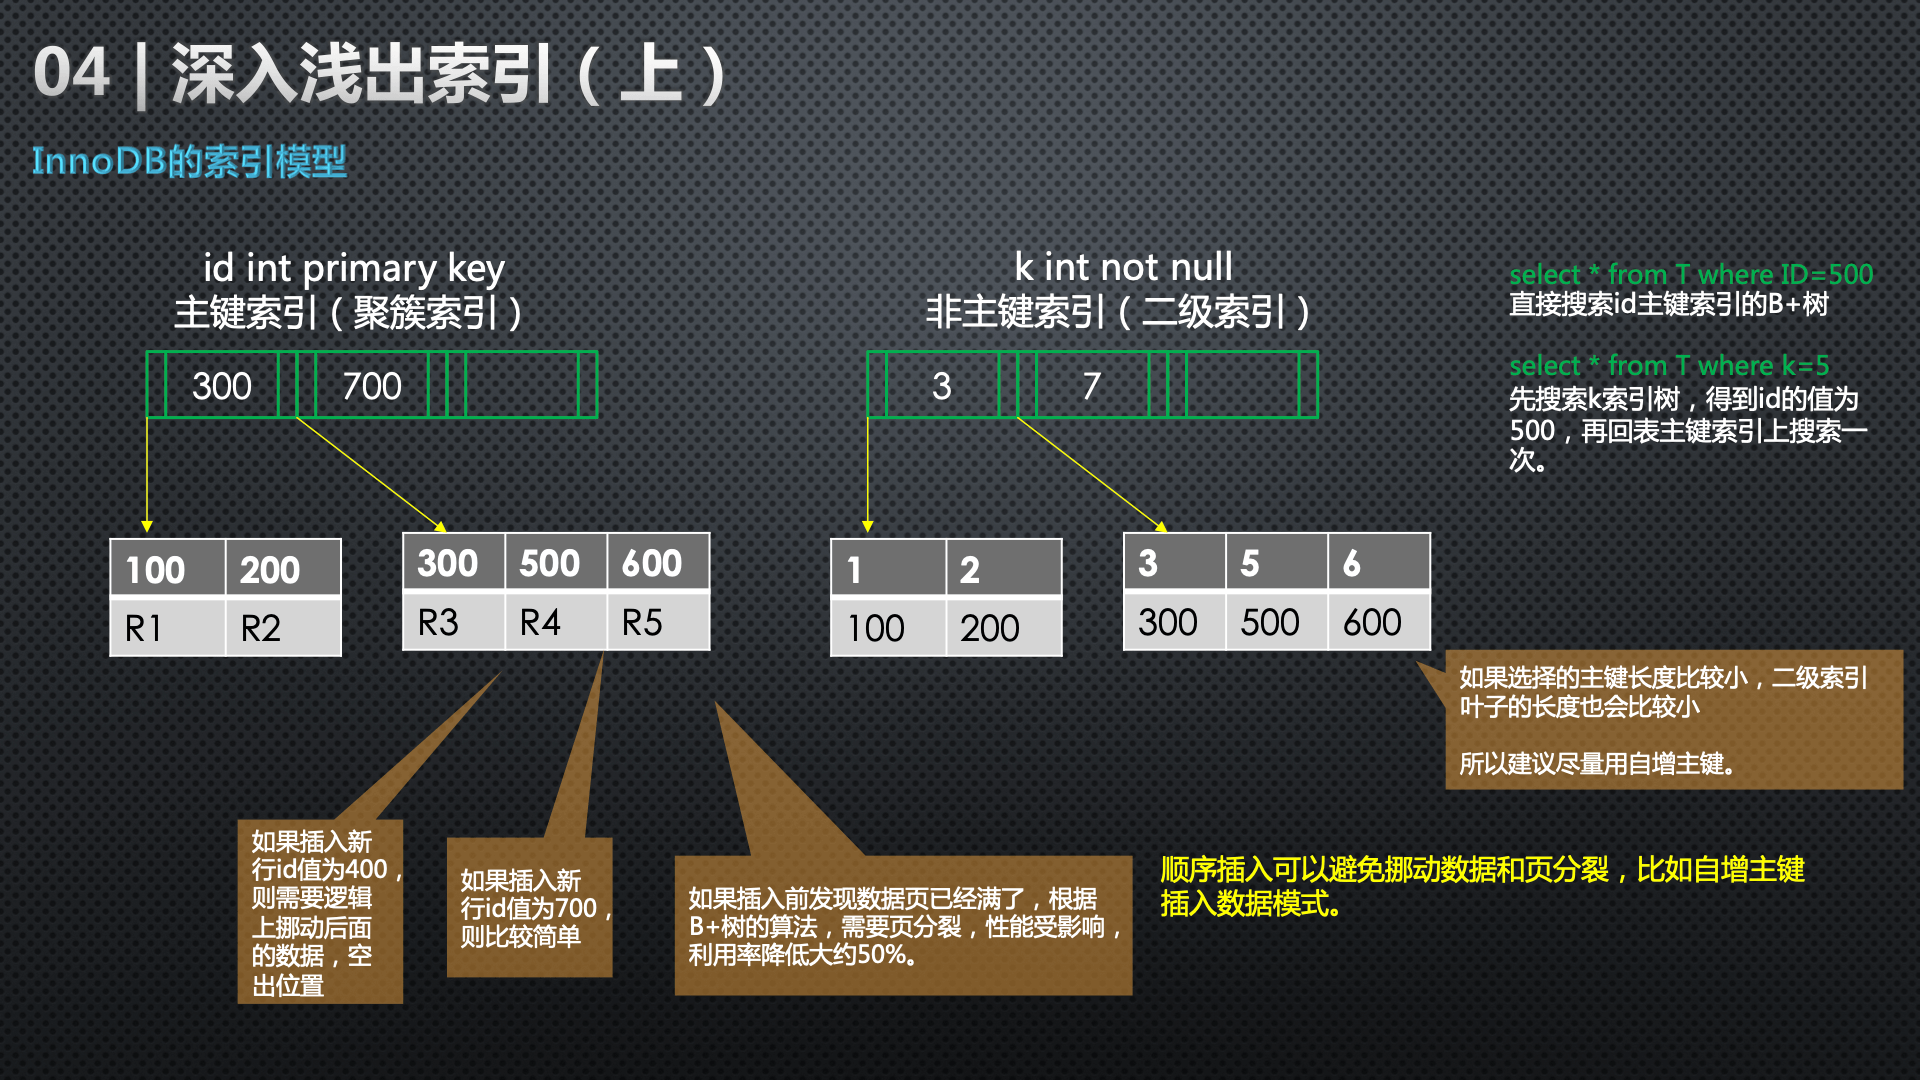 04 | 深入浅出索引（上）
InnoDB的索引模型
id int primary key
主键索引（聚簇索引）
300
700
100
200
R1
R2
300
500
600
R3
R4
R5
k int not null
非主键索引（二级索引）
3
7
1
2
100
200
3
5
6
300
500
600
select * from T where ID=500
直接搜索id主键索引的B+树
select * from T where k=5
先搜索k索引树，得到id的值为
500，再回表主键索引上搜索一
次。
如果选择的主键长度比较小，二级索引
叶子的长度也会比较小
所以建议尽量用自增主键。
如果插入新
行id值为400，
则需要逻辑
上挪动后面
的数据，空
出位置
如果插入新
行id值为700，
则比较简单
如果插入前发现数据页已经满了，根据
B+树的算法，需要页分裂，性能受影响，
利用率降低大约50%。
顺序插入可以避免挪动数据和页分裂，比如自增主键
插入数据模式。